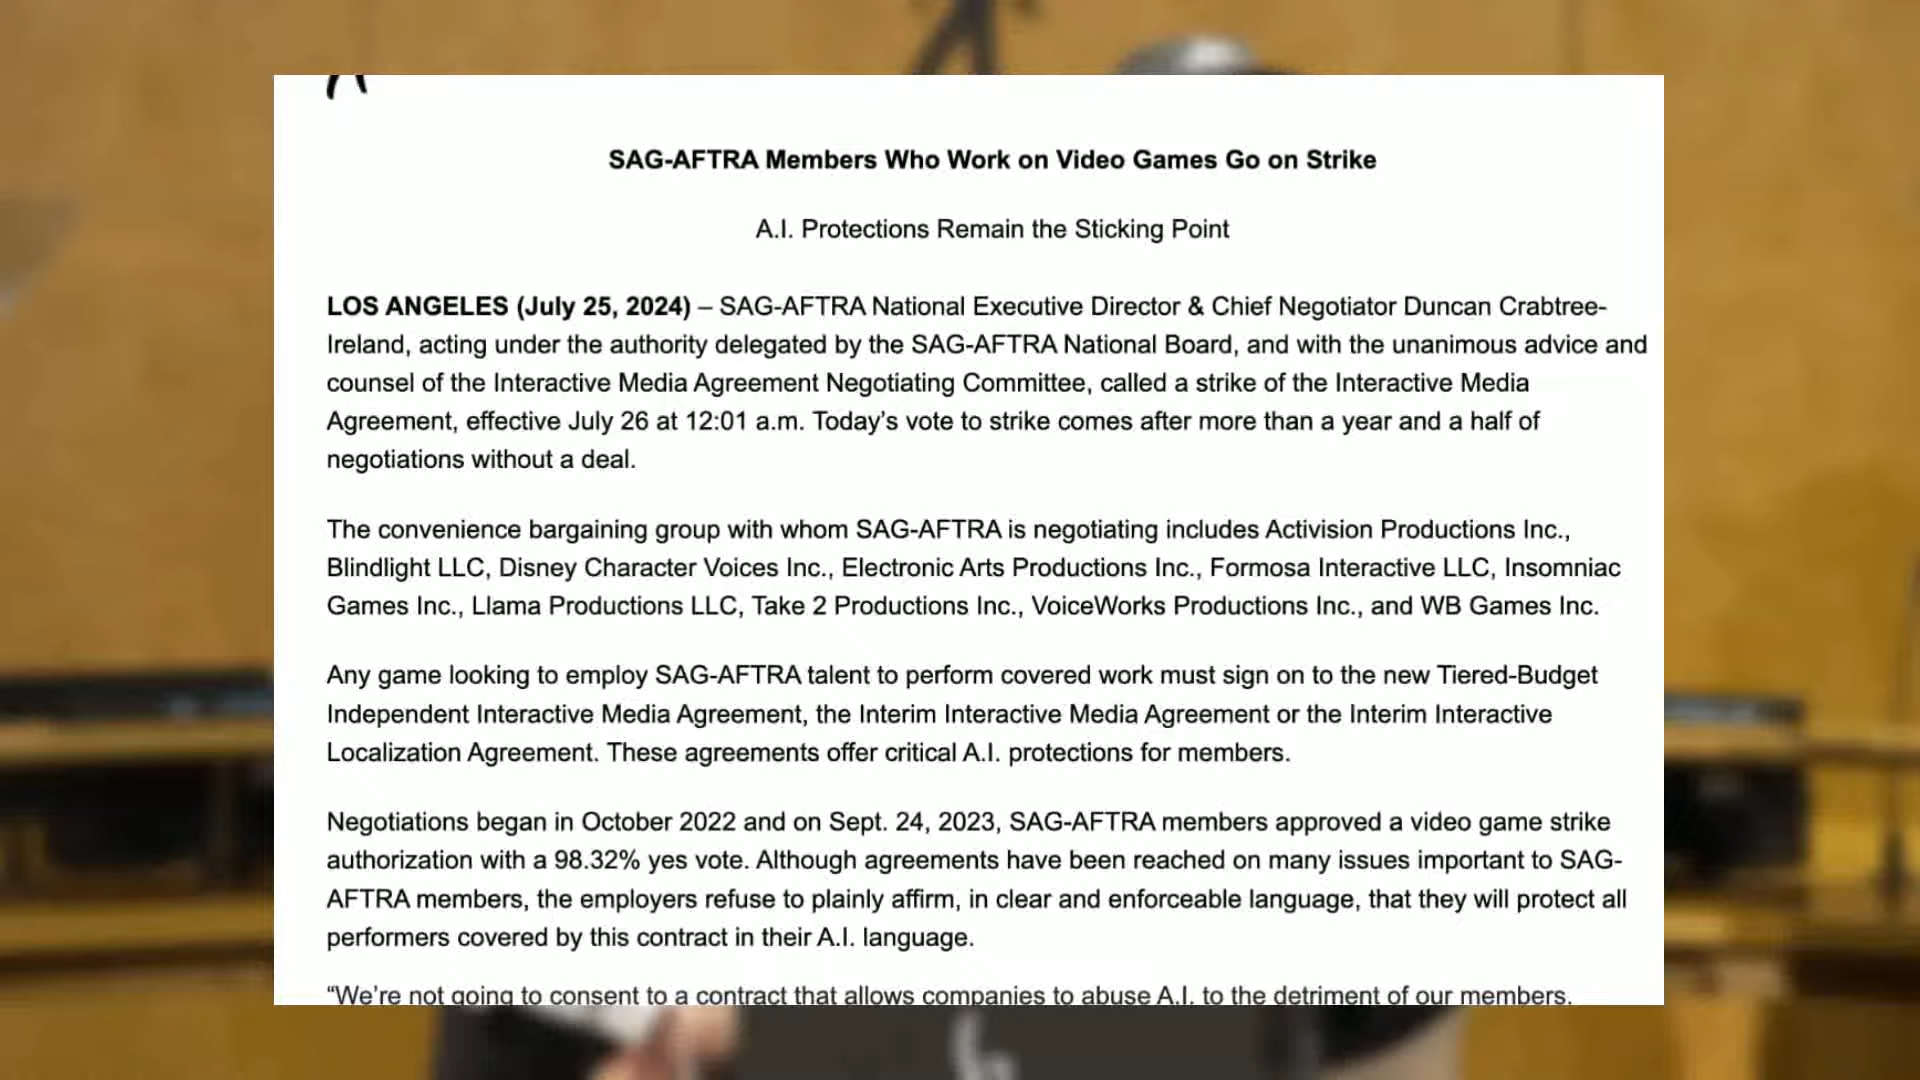 SAG-AFTRA Members Who Work on Video Games Go on Strike
A.I. Protections Remain the Sticking Point
LOS ANGELES (July 25, 2024) – SAG-AFTRA National Executive Director & Chief Negotiator Duncan Crabtree-
Ireland, acting under the authority delegated by the SAG-AFTRA National Board, and with the unanimous advice and
counsel of the Interactive Media Agreement Negotiating Committee, called a strike of the Interactive Media
Agreement, effective July 26 at 12:01 a.m. Today’s vote to strike comes after more than a year and a half of
negotiations without a deal.
The convenience bargaining group with whom SAG-AFTRA is negotiating includes Activision Productions Inc.,
Blindlight LLC, Disney Character Voices Inc., Electronic Arts Productions Inc., Formosa Interactive LLC, Insomniac
Games Inc., Llama Productions LLC, Take 2 Productions Inc., VoiceWorks Productions Inc., and WB Games Inc.
Any game looking to employ SAG-AFTRA talent to perform covered work must sign on to the new Tiered-Budget
Independent Interactive Media Agreement, the Interim Interactive Media Agreement or the Interim Interactive
Localization Agreement. These agreements offer critical A.I. protections for members.
Negotiations began in October 2022 and on Sept. 24, 2023, SAG-AFTRA members approved a video game strike
authorization with a 98.32% yes vote. Although agreements have been reached on many issues important to SAG-
AFTRA members, the employers refuse to plainly affirm, in clear and enforceable language, that they will protect all
performers covered by this contract in their A.I. language.
“We’re not going to consent to a contract that allows companies to abuse A.I. to the detriment of our members.